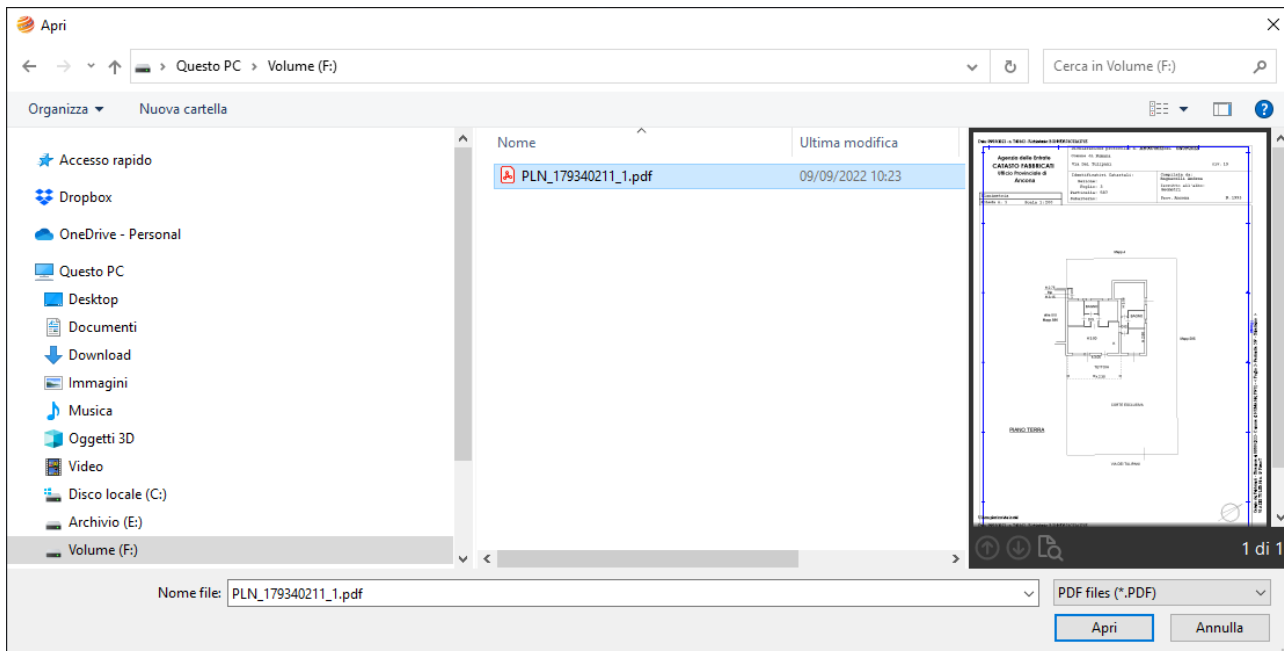 Apri
Questo PC > Volume (F:)
Cerca in Volume (F:)
Organizza
Nuova cartella
Accesso rapido
Dropbox
OneDrive - Personal
Questo PC
Desktop
Documenti
Download
Immagini
Musica
Oggetti 3D
Video
Disco locale (C:)
Archivio (E:)
Volume (F:)
Nome
Ultima modifica
PLN_179340211_1.pdf
09/09/2022 10:23
Agenzia delle Entrate
CATASTO FABBRICATI
Ufficio Provinciale di
Ancona
PIANO TERRA
1 di 1
Nome file:
PLN_179340211_1.pdf
PDF files (*.PDF)
Apri
Annulla